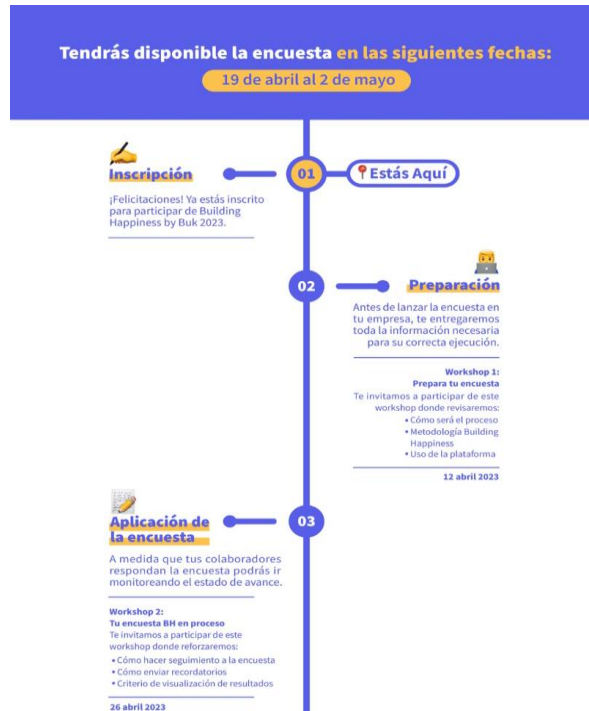 Tendrás disponible la encuesta en las siguientes fechas:
19 de abril al 2 de mayo
Inscripción
01
Estás Aquí
¡Felicitaciones! Ya estás inscrito
para participar de Building
Happiness by Buk 2023.
02
Preparación
Antes de lanzar la encuesta en
tu empresa, te entregaremos
toda la información necesaria
para su correcta ejecución.
Workshop 1:
Prepara tu encuesta
Te invitamos a participar de este
workshop donde revisaremos:
• Cómo será el proceso
• Metodología Building
Happiness
• Uso de la plataforma
12 abril 2023
03
Aplicación de
la encuesta
A medida que tus colaboradores
respondan la encuesta podrás ir
monitoreando el estado de avance.
Workshop 2:
Tu encuesta BH en proceso
Te invitamos a participar de este
workshop donde reforzaremos:
• Cómo hacer seguimiento a la encuesta
• Cómo enviar recordatorios
• Criterio de visualización de resultados
26 abril 2023